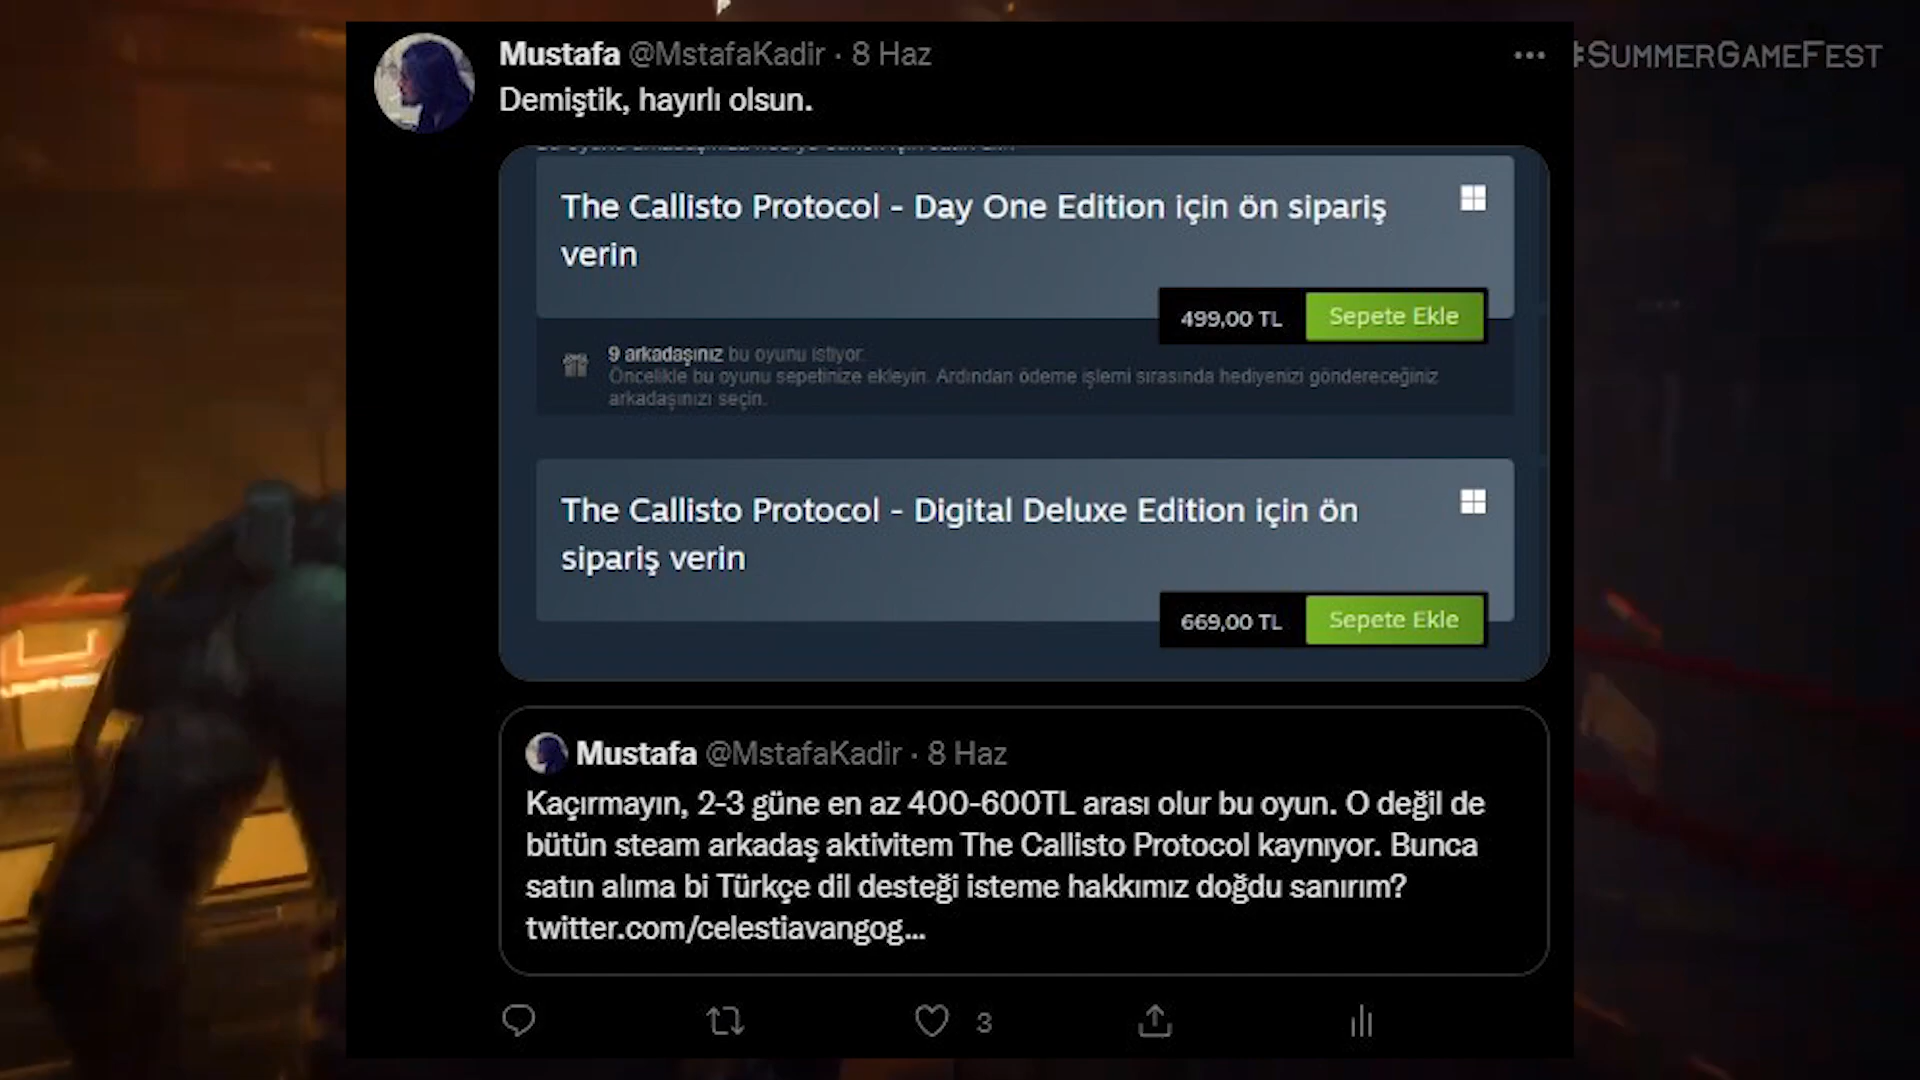 #SUMMERGAMEFEST
Mustafa @MstafaKadir · 8 Haz
Demiştik, hayırlı olsun.
The Callisto Protocol - Day One Edition için ön sipariş
verin
499,00 TL Sepete Ekle
9 arkadaşınız bu oyunu istiyor.
Öncelikle bu oyunu sepetinize ekleyin. Ardından ödeme işlemi sırasında hediyenizi göndereceğiniz
arkadaşınızı seçin.
The Callisto Protocol - Digital Deluxe Edition için ön
sipariş verin
669,00 TL Sepete Ekle
Mustafa @MstafaKadir · 8 Haz
Kaçırmayın, 2-3 güne en az 400-600TL arası olur bu oyun. O değil de
bütün steam arkadaş aktivitem The Callisto Protocol kaynıyor. Bunca
satın alıma bi Türkçe dil desteği isteme hakkımız doğdu sanırım?
twitter.com/celestiavangog...
3